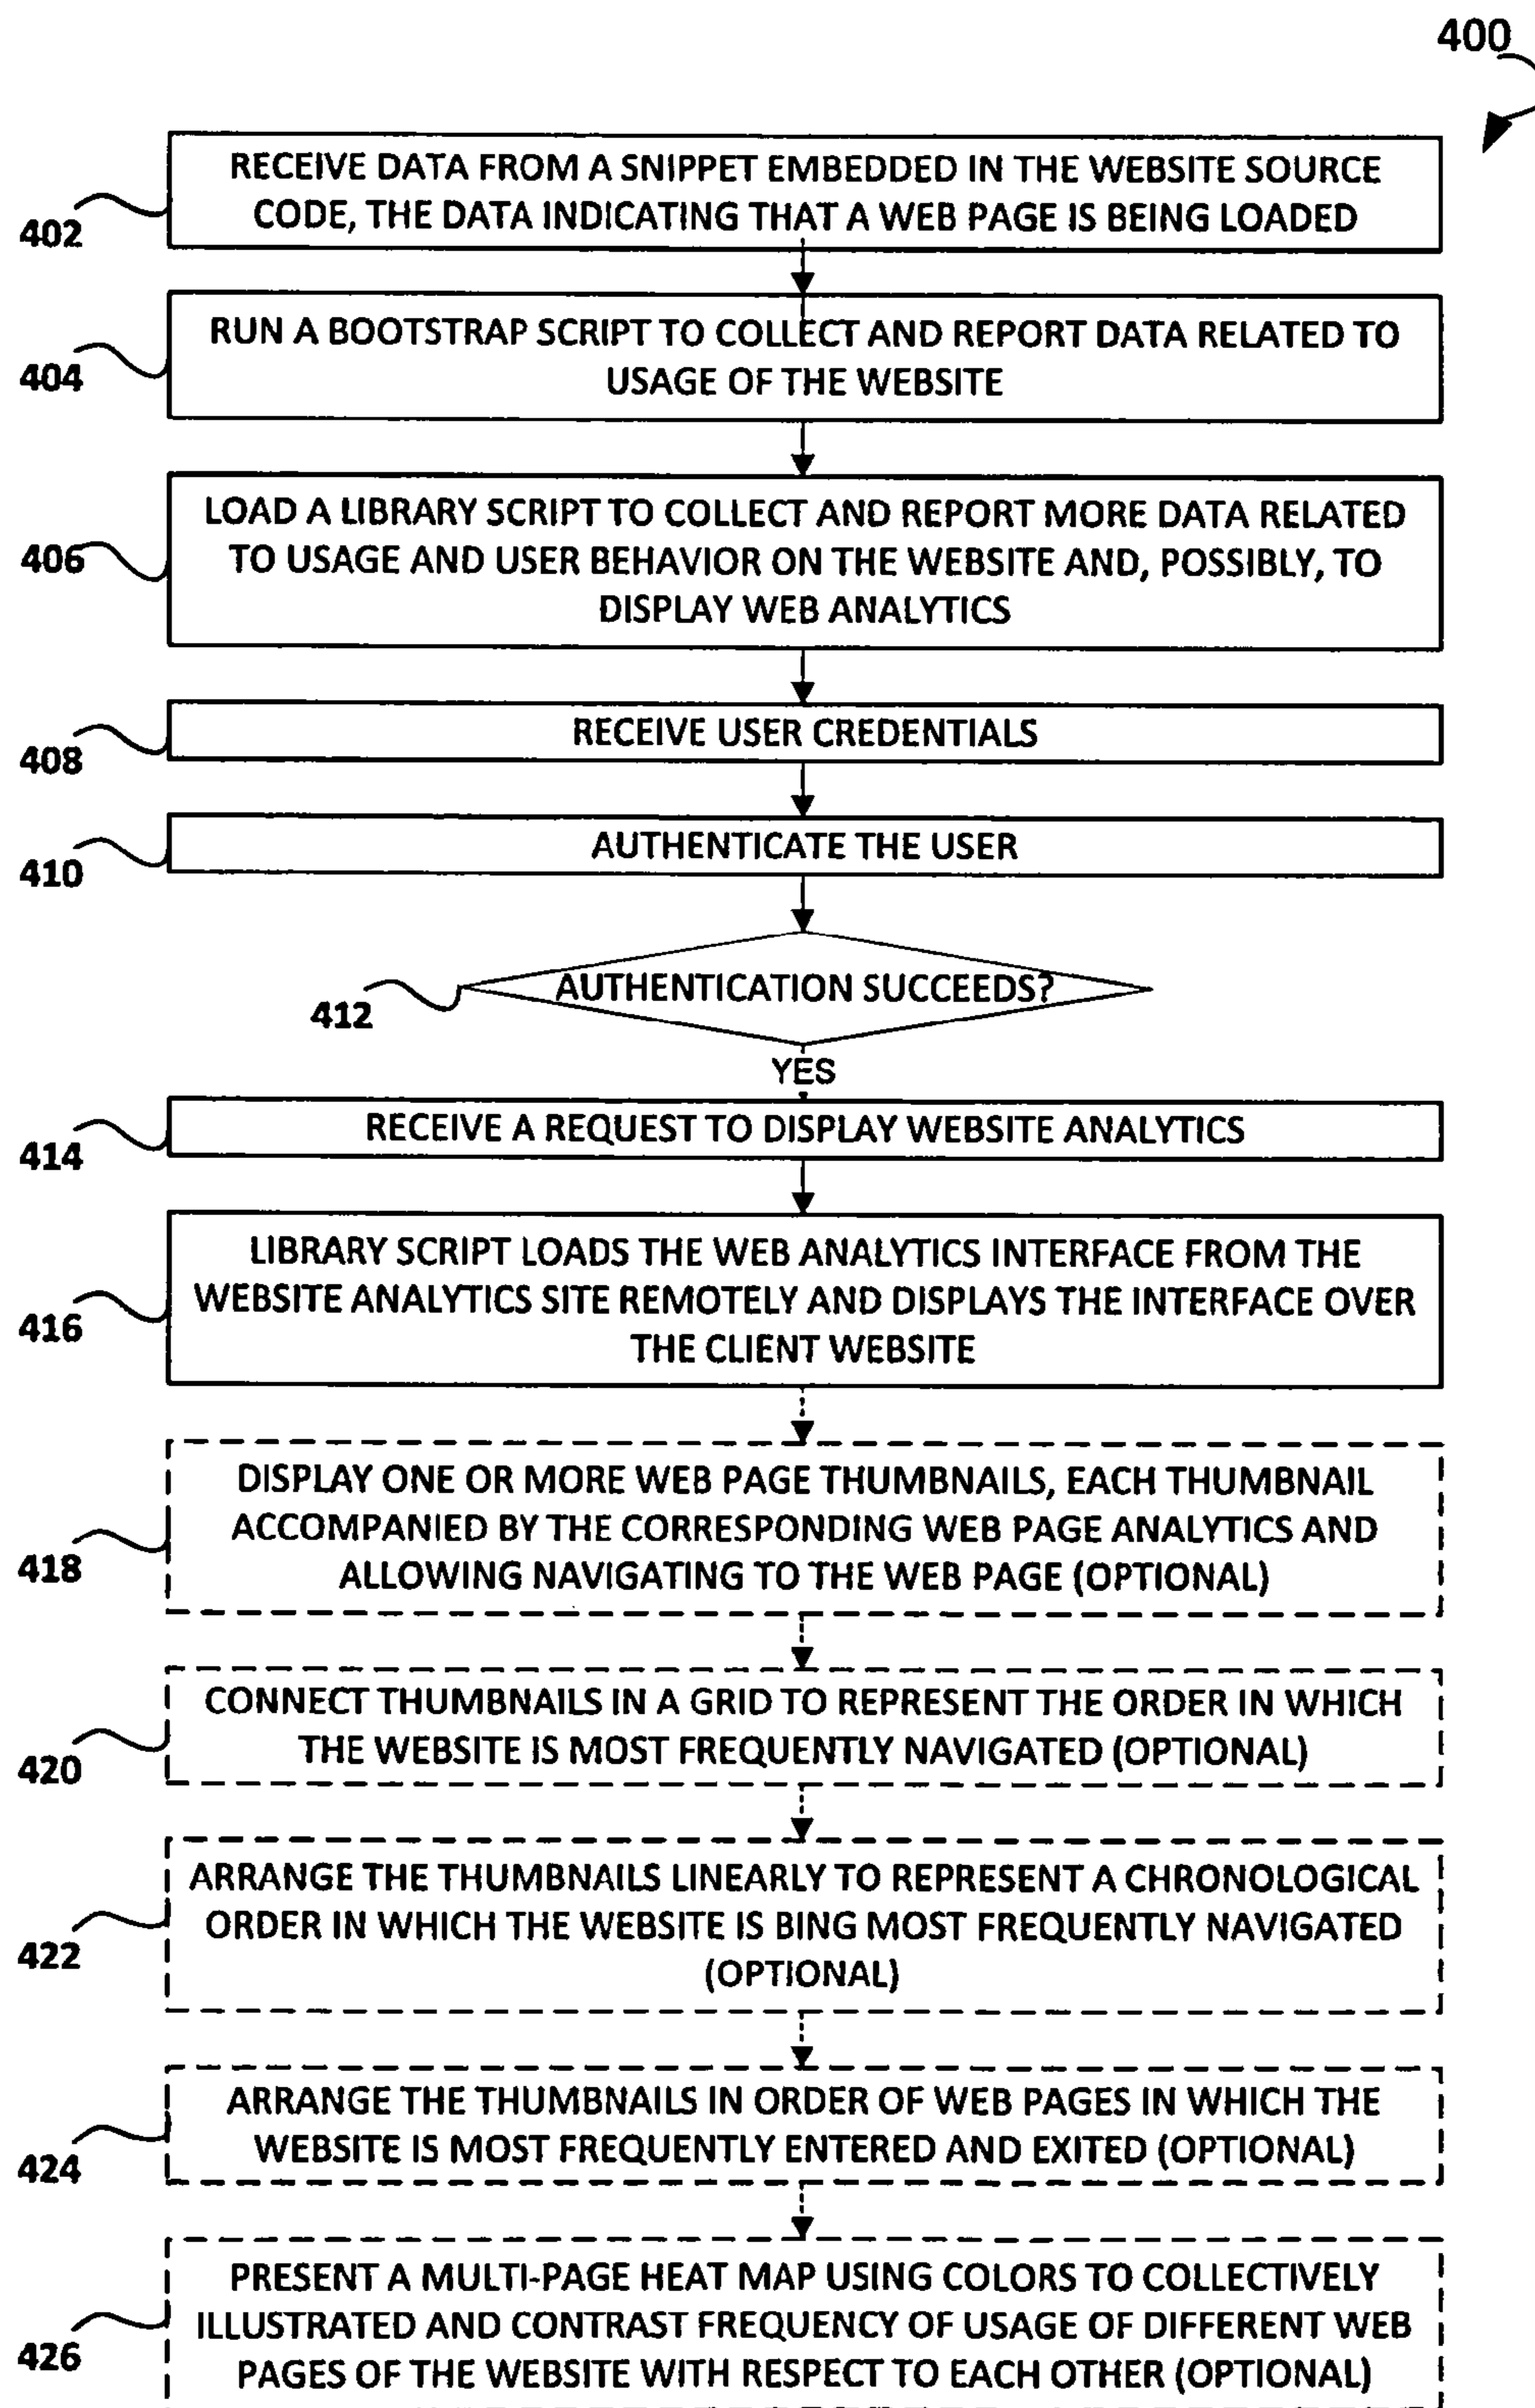 400
RECEIVE DATA FROM A SNIPPET EMBEDDED IN THE WEBSITE SOURCE
CODE, THE DATA INDICATING THAT A WEB PAGE IS BEING LOADED
402
RUN A BOOTSTRAP SCRIPT TO COLLECT AND REPORT DATA RELATED TO
USAGE OF THE WEBSITE
404
LOAD A LIBRARY SCRIPT TO COLLECT AND REPORT MORE DATA RELATED
TO USAGE AND USER BEHAVIOR ON THE WEBSITE AND, POSSIBLY, TO
DISPLAY WEB ANALYTICS
406
RECEIVE USER CREDENTIALS
408
AUTHENTICATE THE USER
410
AUTHENTICATION SUCCEEDS?
412
YES
RECEIVE A REQUEST TO DISPLAY WEBSITE ANALYTICS
414
LIBRARY SCRIPT LOADS THE WEB ANALYTICS INTERFACE FROM THE
WEBSITE ANALYTICS SITE REMOTELY AND DISPLAYS THE INTERFACE OVER
THE CLIENT WEBSITE
416
DISPLAY ONE OR MORE WEB PAGE THUMBNAILS, EACH THUMBNAIL
ACCOMPANIED BY THE CORRESPONDING WEB PAGE ANALYTICS AND
ALLOWING NAVIGATING TO THE WEB PAGE (OPTIONAL)
418
CONNECT THUMBNAILS IN A GRID TO REPRESENT THE ORDER IN WHICH
THE WEBSITE IS MOST FREQUENTLY NAVIGATED (OPTIONAL)
420
ARRANGE THE THUMBNAILS LINEARLY TO REPRESENT A CHRONOLOGICAL
ORDER IN WHICH THE WEBSITE IS BING MOST FREQUENTLY NAVIGATED
(OPTIONAL)
422
ARRANGE THE THUMBNAILS IN ORDER OF WEB PAGES IN WHICH THE
WEBSITE IS MOST FREQUENTLY ENTERED AND EXITED (OPTIONAL)
424
PRESENT A MULTI-PAGE HEAT MAP USING COLORS TO COLLECTIVELY
ILLUSTRATED AND CONTRAST FREQUENCY OF USAGE OF DIFFERENT WEB
PAGES OF THE WEBSITE WITH RESPECT TO EACH OTHER (OPTIONAL)
426